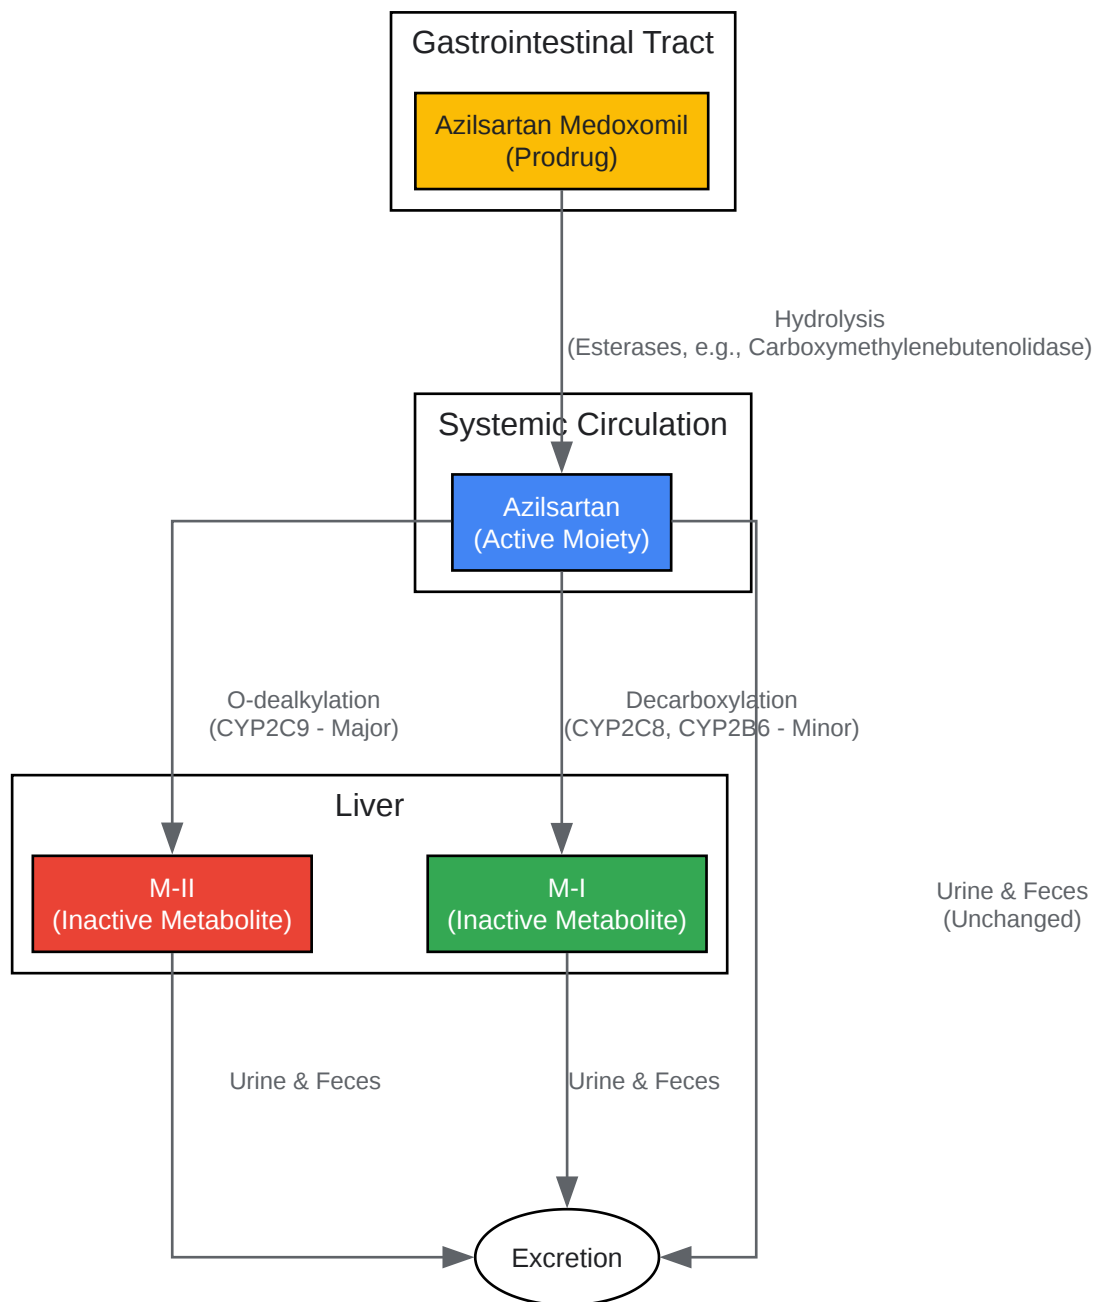 Gastrointestinal Tract
Azilsartan Medoxomil
(Prodrug)
Hydrolysis
(Esterases, e.g., Carboxymethylenebutenolidase)
Systemic Circulation
Azilsartan
(Active Moiety)
O-dealkylation
(CYP2C9 - Major)
Decarboxylation
(CYP2C8, CYP2B6 - Minor)
Liver
M-II
(Inactive Metabolite)
M-I
(Inactive Metabolite)
Urine & Feces
(Unchanged)
Urine & Feces
Urine & Feces
Excretion